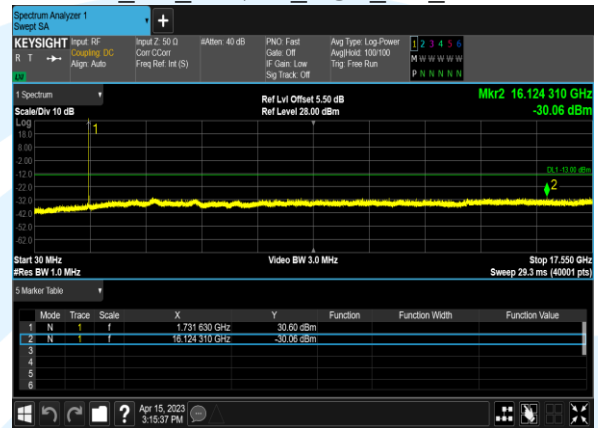 Spectrum Analyzer 1
Swept SA
KEYSIGHT
R T
LV
Input: RF
Coupling: DC
Align: Auto
Input Z: 50 Ω
Corr CCorr
Freq Ref: Int (S)
#Atten: 40 dB
PNO: Fast
Gate: Off
IF Gain: Low
Sig Track: Off
Avg Type: Log-Power
Avg|Hold: 100/100
Trig: Free Run
1 2 3 4 5 6
M W W W W W
P N N N N N
1 Spectrum
Scale/Div 10 dB
Ref Lvl Offset 5.50 dB
Ref Level 28.00 dBm
Mkr2 16.124 310 GHz
-30.06 dBm
Log
18.0
8.00
-2.00
-12.0
-22.0
-32.0
-42.0
-52.0
-62.0
1
DL1 -13.00 dBm
2
Start 30 MHz
#Res BW 1.0 MHz
Video BW 3.0 MHz
Stop 17.550 GHz
Sweep 29.3 ms (40001 pts)
5 Marker Table
Mode Trace Scale X Y Function Function Width Function Value
1 N 1 f 1.731 630 GHz 30.60 dBm
2 N 1 f 16.124 310 GHz -30.06 dBm
3
4
5
6
?
Apr 15, 2023
3:15:37 PM